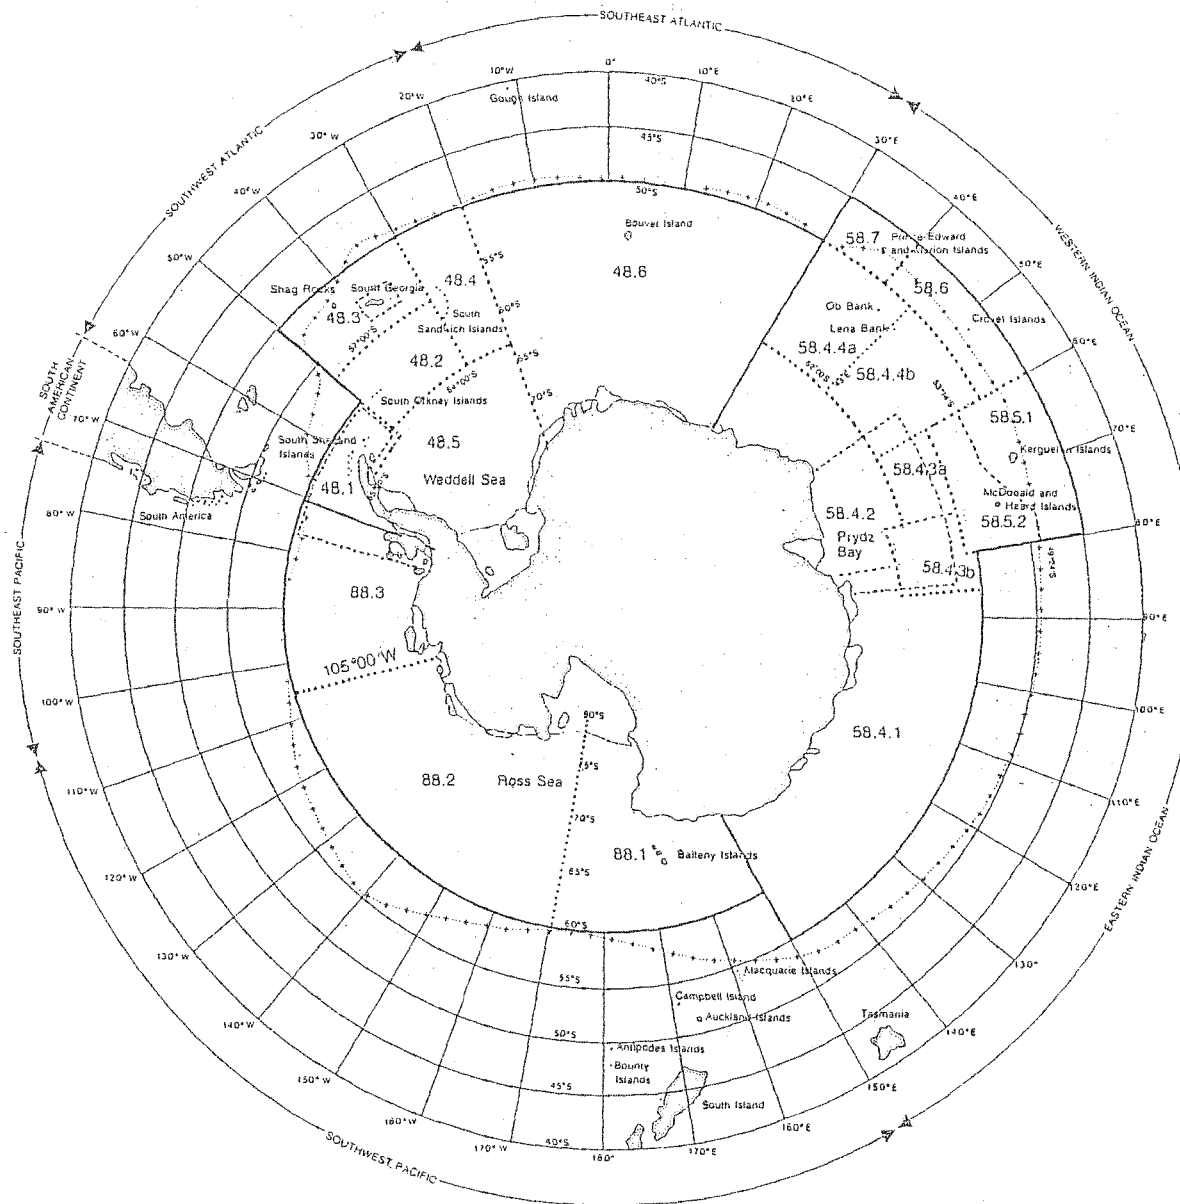 SOUTHEAST ATLANTIC
SOUTHWEST ATLANTIC
WESTERN INDIAN OCEAN
EASTERN INDIAN OCEAN
SOUTHWEST PACIFIC
SOUTHEAST PACIFIC
SOUTH
AMERICAN
CONTINENT
0°
10°E
20°E
30°E
40°E
50°E
60°E
70°E
80°E
90°E
100°E
110°E
120°E
130°
140°E
150°E
160°E
170°E
180°
170°W
160°W
150°W
140°W
130°W
120°W
110°W
100°W
90°W
80°W
70°W
60°W
50°W
40°W
30°W
20°W
10°W
40°S
45°S
50°S
Gough Island
Bouvet Island
48.6
58.7
Prince Edward
and Marion Islands
58.6
Ob Bank
Lena Bank
Crozet Islands
58.4.4a
58.4.4b
58.5.1
Kerguelen Islands
McDonald and
Heard Islands
58.5.2
58.4.3a
58.4.2
Prydz
Bay
58.4.3b
49°24'S
48.4
55°S
60°S
65°S
70°S
Shag Rocks
South Georgia
48.3
57°00'S
South
Sandwich Islands
48.2
64°00'S
South Orkney Islands
48.5
Weddell Sea
South Shetland
Islands
48.1
South America
88.3
105°00'W
88.2
Ross Sea
80°S
75°S
70°S
65°S
60°S
55°S
50°S
45°S
40°S
58.4.1
88.1
Balleny Islands
Macquarie Islands
Campbell Island
Auckland Islands
Antipodes Islands
Bounty
Islands
South Island
Tasmania